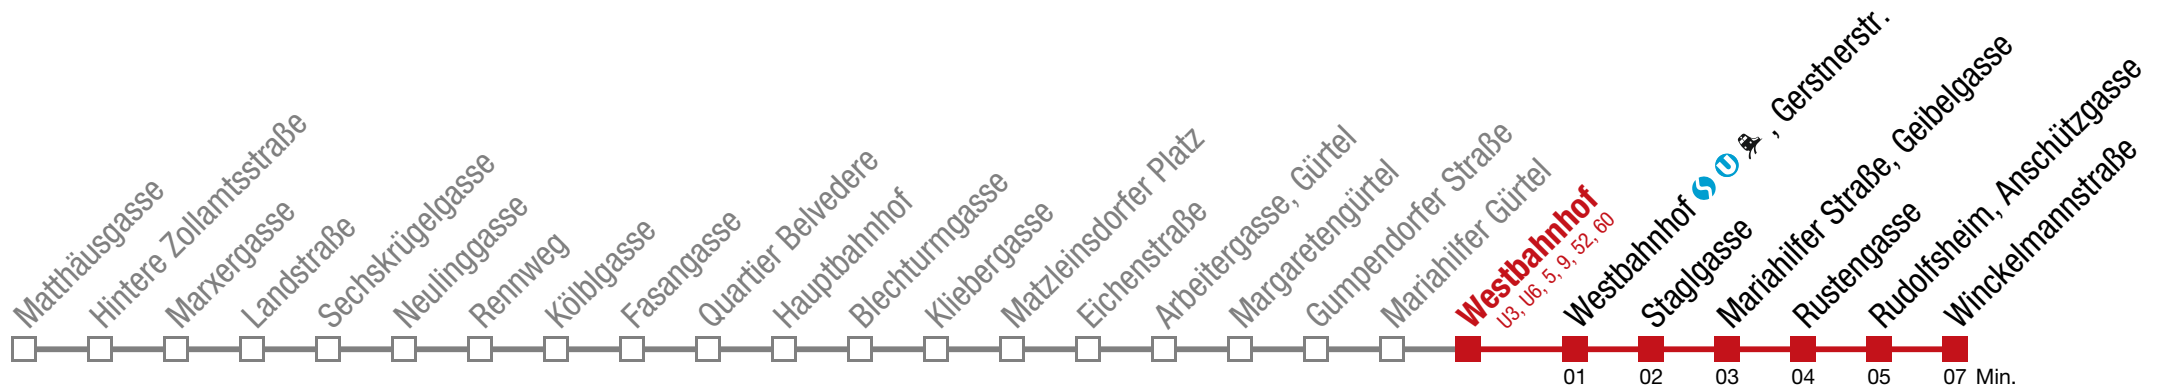 Matthäusgasse
Hintere Zollamtsstraße
Marxergasse
Landstraße
Sechskrügelgasse
Neulinggasse
Rennweg
Kölblgasse
Fasangasse
Quartier Belvedere
Hauptbahnhof
Blechturmgasse
Kliebergasse
Matzleinsdorfer Platz
Eichenstraße
Arbeitergasse, Gürtel
Margaretengürtel
Gumpendorfer Straße
Mariahilfer Gürtel
Westbahnhof
U3, U6, 5, 9, 52, 60
Westbahnhof S U , Gerstnerstr.
Staglgasse
Mariahilfer Straße, Geibelgasse
Rustengasse
Rudolfsheim, Anschützgasse
Winckelmannstraße
01 02 03 04 05 07 Min.